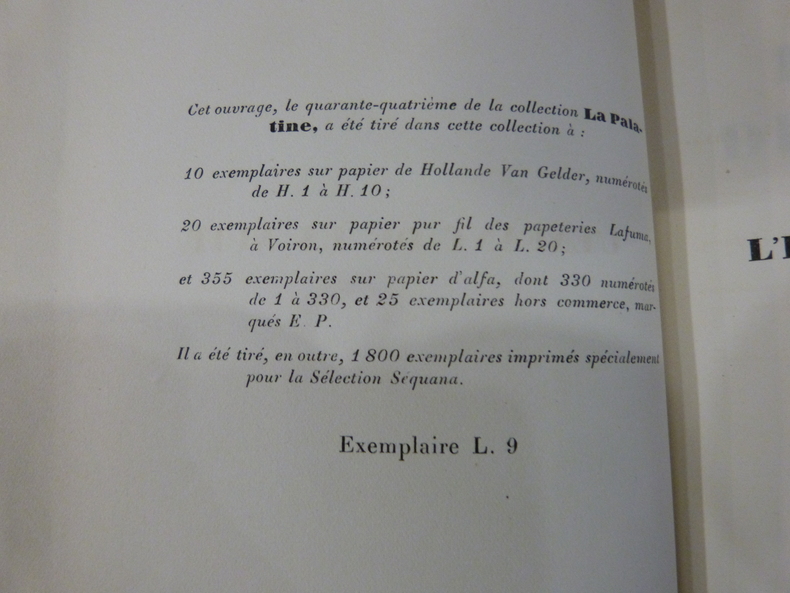 Cet ouvrage, le quarante-quatrième de la collection La Pala-
tine, a été tiré dans cette collection à :
10 exemplaires sur papier de Hollande Van Gelder, numérotés
de H. 1 à H. 10 ;
20 exemplaires sur papier pur fil des papeteries Lafuma,
à Voiron, numérotés de L. 1 à L. 20 ;
et 355 exemplaires sur papier d'alfa, dont 330 numérotés
de 1 à 330, et 25 exemplaires hors commerce, mar-
qués E. P.
Il a été tiré, en outre, 1 800 exemplaires imprimés spécialement
pour la Sélection Sequana.
Exemplaire L. 9
L'